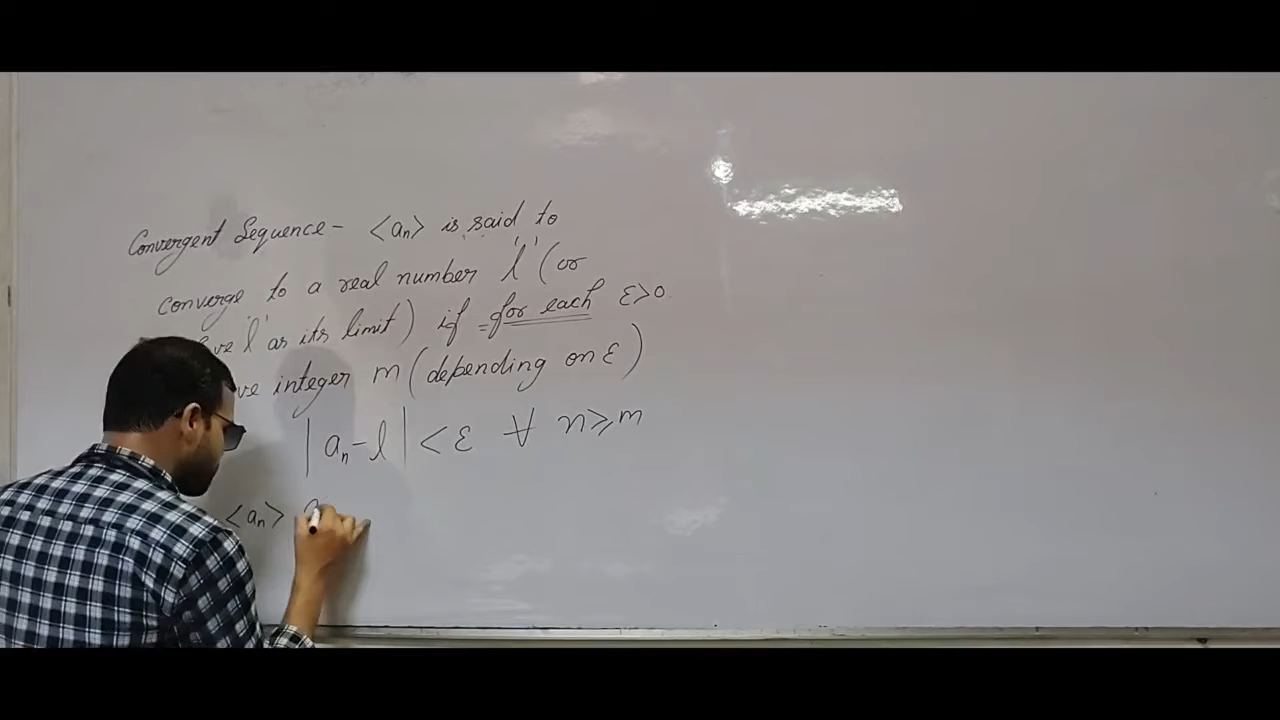 Convergent Sequence - <an> is said to
converge to a real number 'l' (or
'l' as its limit) if for each ε>0
integer m (depending on ε)
|an - l| < ε ∀ n ≥ m
<an>